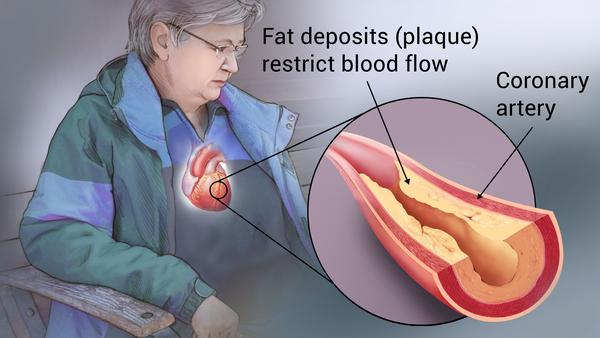 Fat deposits (plaque)
restrict blood flow
Coronary
artery